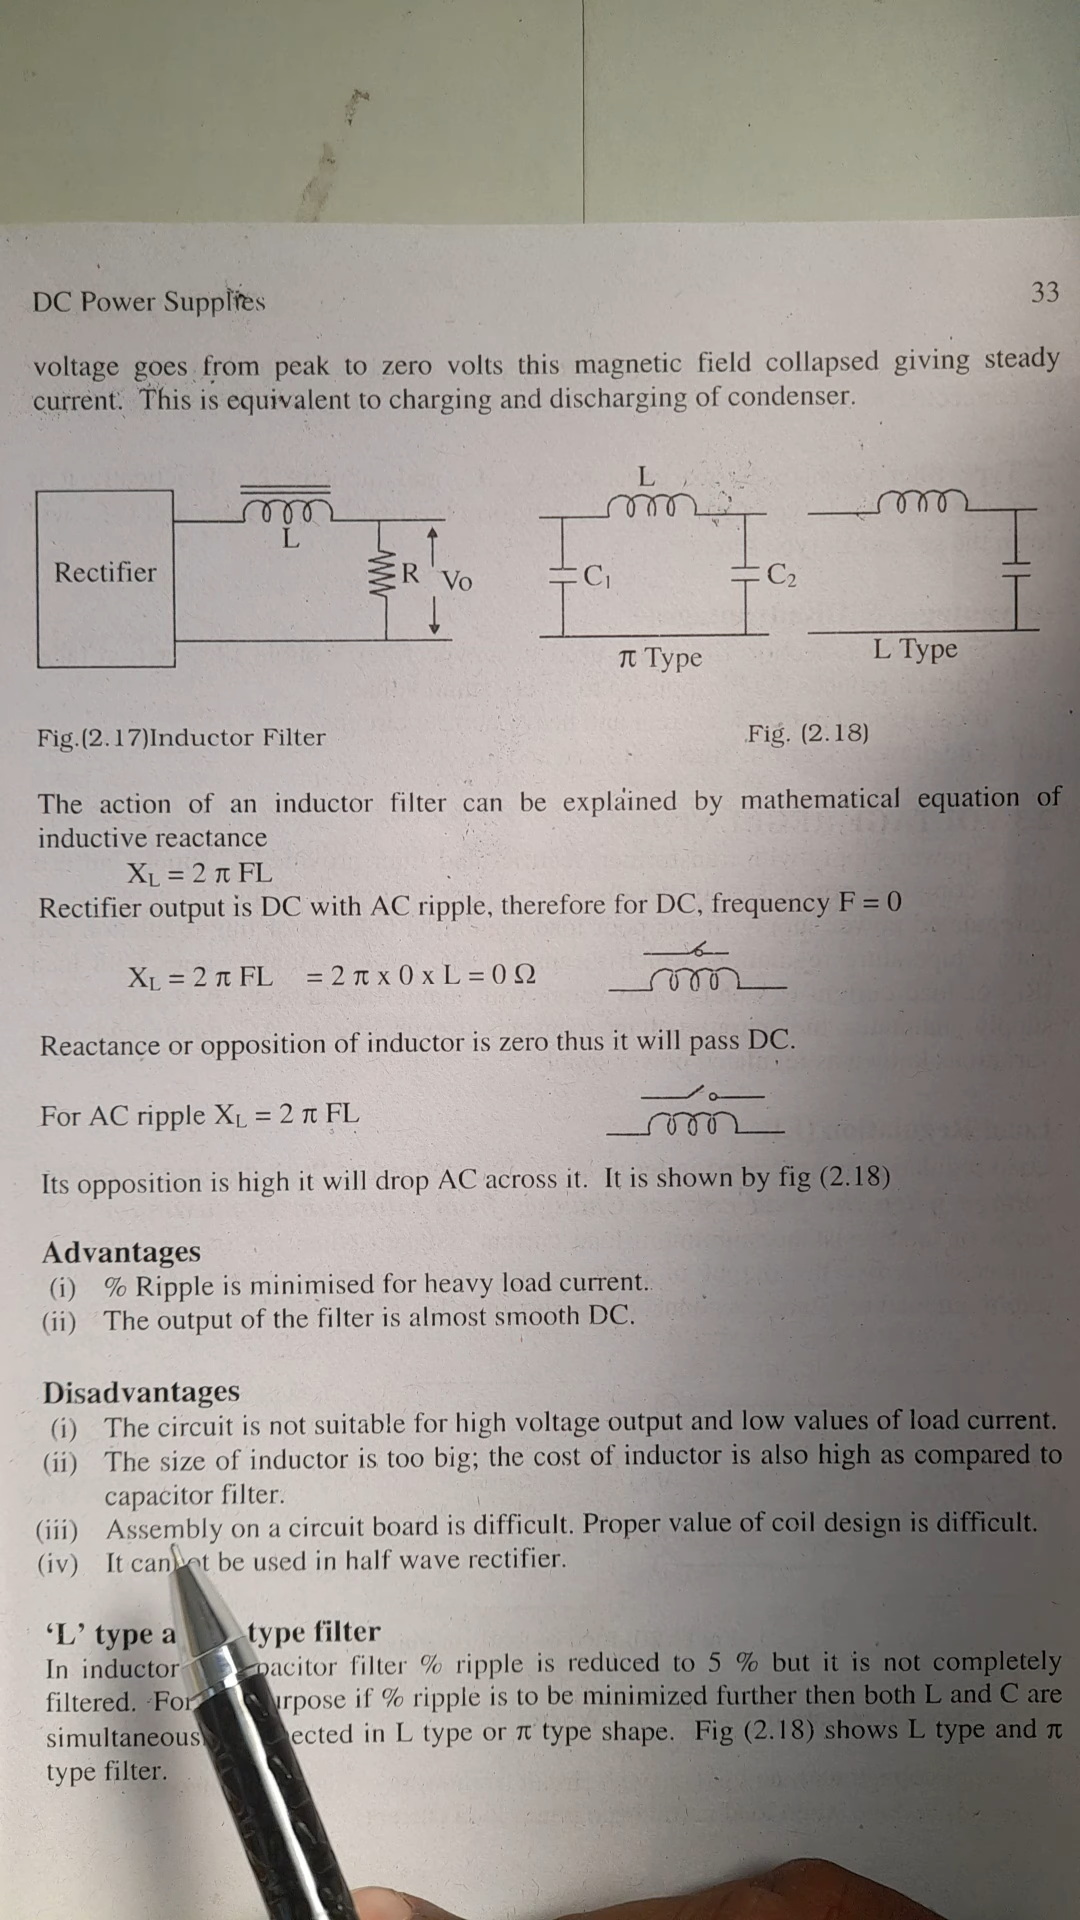 DC Power Supplies
33
voltage goes from peak to zero volts this magnetic field collapsed giving steady
current. This is equivalent to charging and discharging of condenser.
Rectifier
L
R
Vo
L
C₁
C₂
π Type
L Type
Fig.(2.17)Inductor Filter
Fig. (2.18)
The action of an inductor filter can be explained by mathematical equation of
inductive reactance
X_L = 2 π FL
Rectifier output is DC with AC ripple, therefore for DC, frequency F = 0
X_L = 2 π FL = 2 π x 0 x L = 0 Ω
Reactance or opposition of inductor is zero thus it will pass DC.
For AC ripple X_L = 2 π FL
Its opposition is high it will drop AC across it. It is shown by fig (2.18)
Advantages
(i) % Ripple is minimised for heavy load current.
(ii) The output of the filter is almost smooth DC.
Disadvantages
(i) The circuit is not suitable for high voltage output and low values of load current.
(ii) The size of inductor is too big; the cost of inductor is also high as compared to
capacitor filter.
(iii) Assembly on a circuit board is difficult. Proper value of coil design is difficult.
(iv) It cannot be used in half wave rectifier.
‘L’ type type filter
In inductor filter % ripple is reduced to 5 % but it is not completely
filtered. For if % ripple is to be minimized further then both L and C are
in L type or π type shape. Fig (2.18) shows L type and π
type filter.